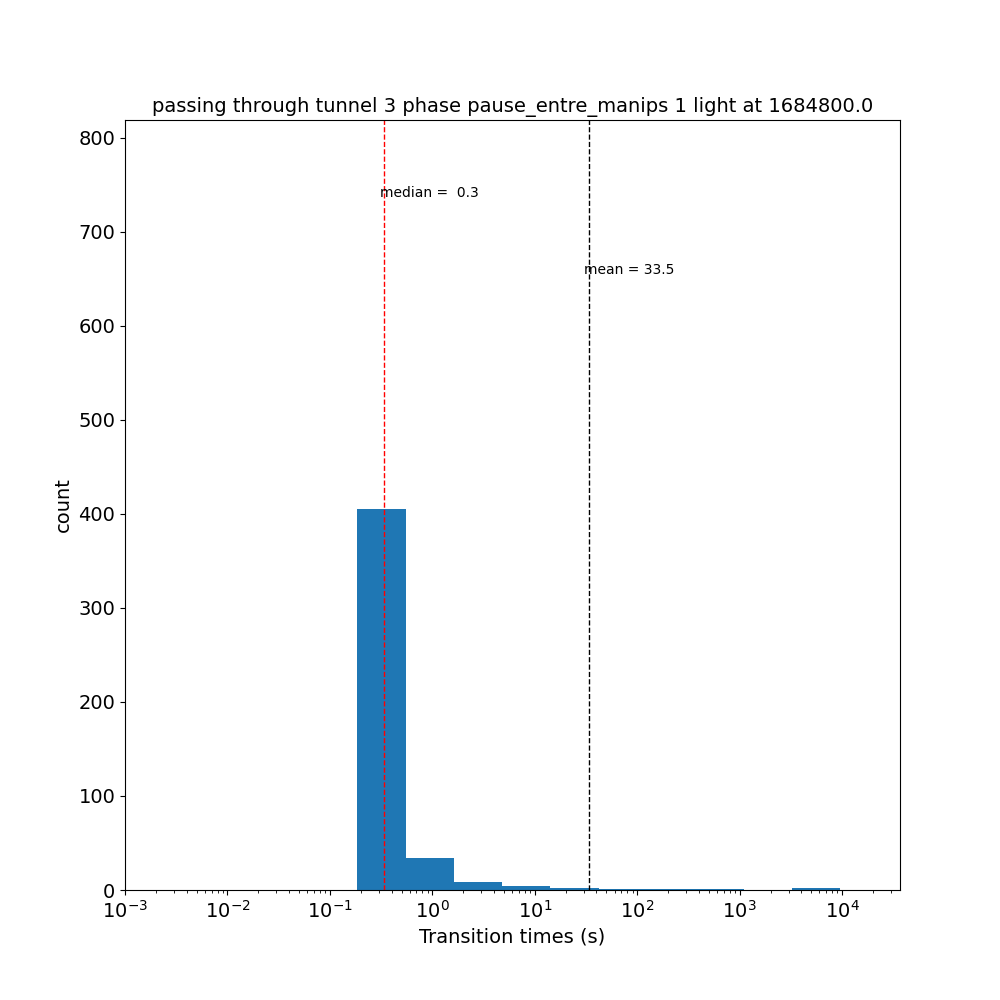 passing through tunnel 3 phase pause_entre_manips 1 light at 1684800.0
800
median =  0.3
700
mean = 33.5
600
500
count
400
300
200
100
0
10⁻³ 10⁻² 10⁻¹ 10⁰ 10¹ 10² 10³ 10⁴
Transition times (s)